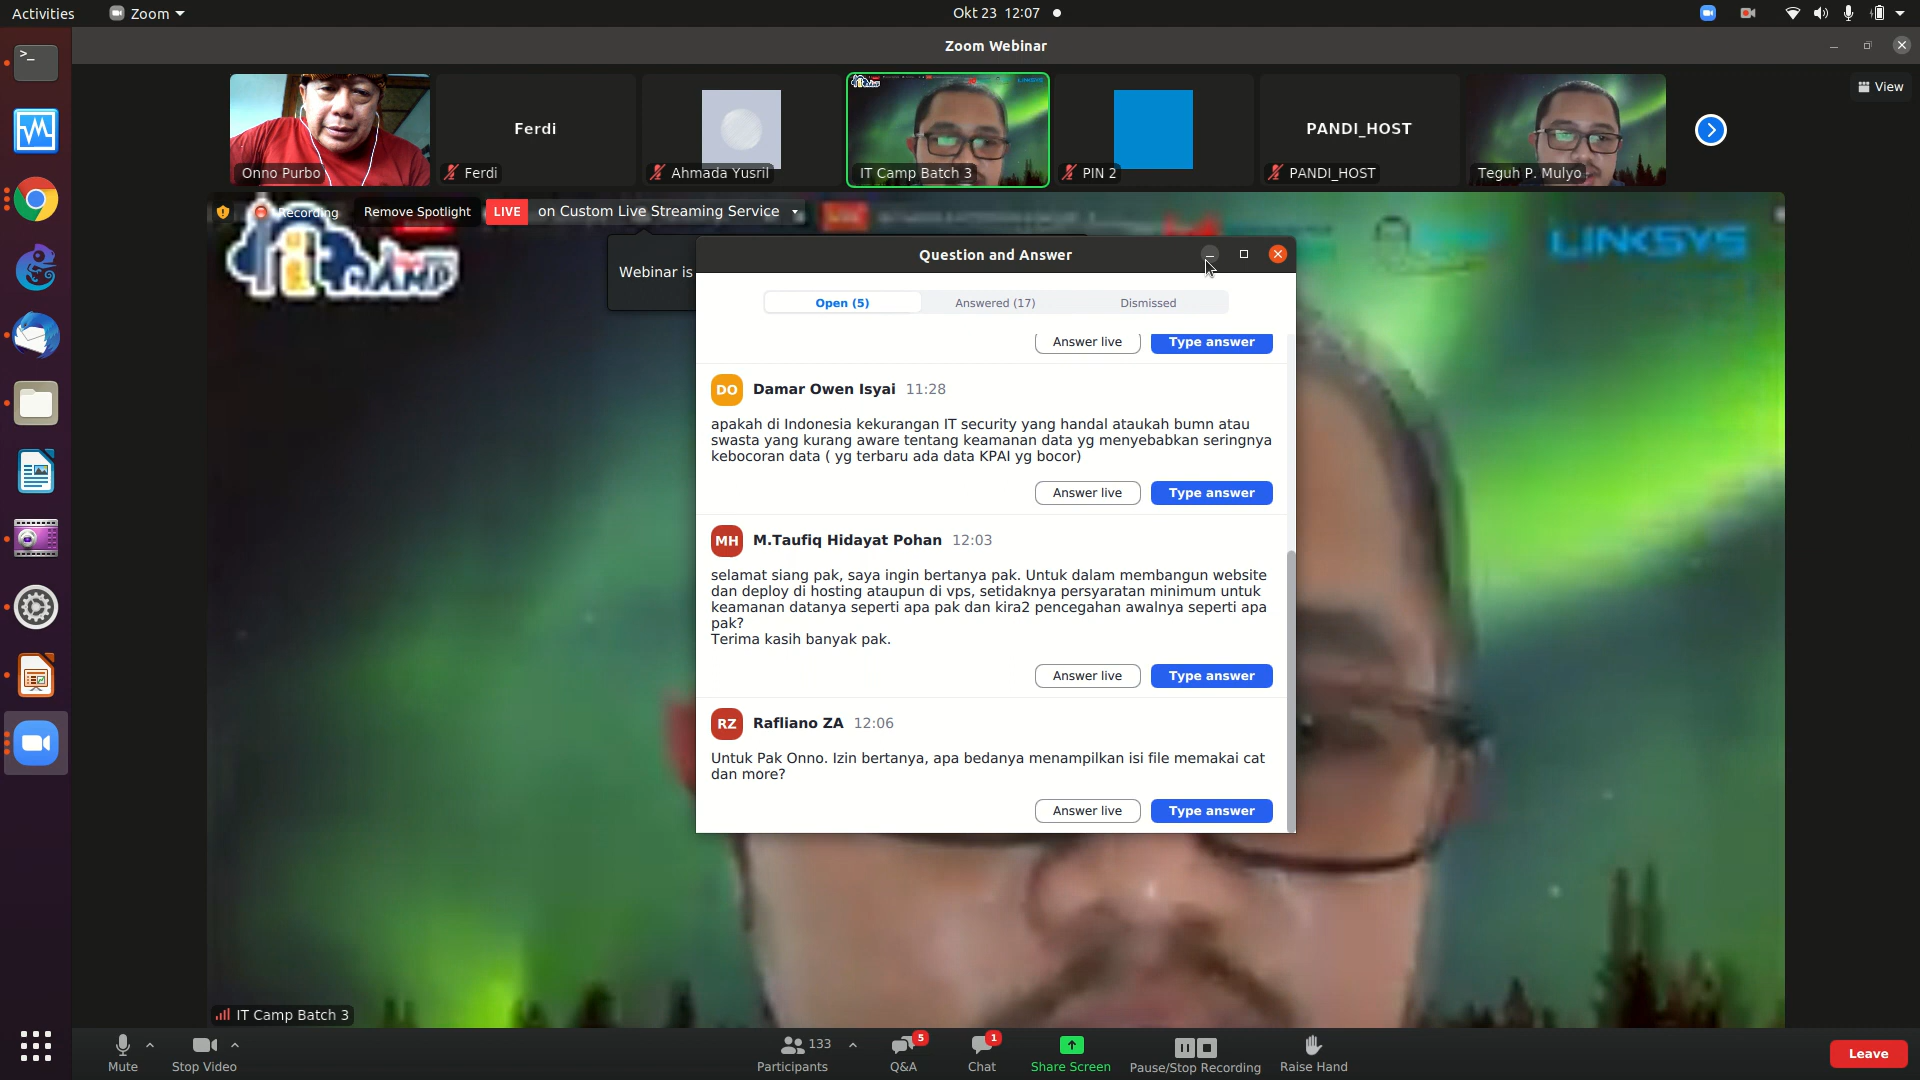 Activities
Zoom
Okt 23 12:07
Zoom Webinar
View
Onno Purbo
Ferdi
Ferdi
Ahmada Yusril
IT Camp Batch 3
PIN 2
PANDI_HOST
PANDI_HOST
Teguh P. Mulyo
Recording
Remove Spotlight
LIVE on Custom Live Streaming Service
CAMP
LINKSYS
Webinar is
Question and Answer
Open (5)
Answered (17)
Dismissed
Answer live
Type answer
DO
Damar Owen Isyai 11:28
apakah di Indonesia kekurangan IT security yang handal ataukah bumn atau
swasta yang kurang aware tentang keamanan data yg menyebabkan seringnya
kebocoran data ( yg terbaru ada data KPAI yg bocor)
Answer live
Type answer
MH
M.Taufiq Hidayat Pohan 12:03
selamat siang pak, saya ingin bertanya pak. Untuk dalam membangun website
dan deploy di hosting ataupun di vps, setidaknya persyaratan minimum untuk
keamanan datanya seperti apa pak dan kira2 pencegahan awalnya seperti apa
pak?
Terima kasih banyak pak.
Answer live
Type answer
RZ
Rafliano ZA 12:06
Untuk Pak Onno. Izin bertanya, apa bedanya menampilkan isi file memakai cat
dan more?
Answer live
Type answer
IT Camp Batch 3
Mute
Stop Video
133
Participants
5
Q&A
1
Chat
Share Screen
Pause/Stop Recording
Raise Hand
Leave